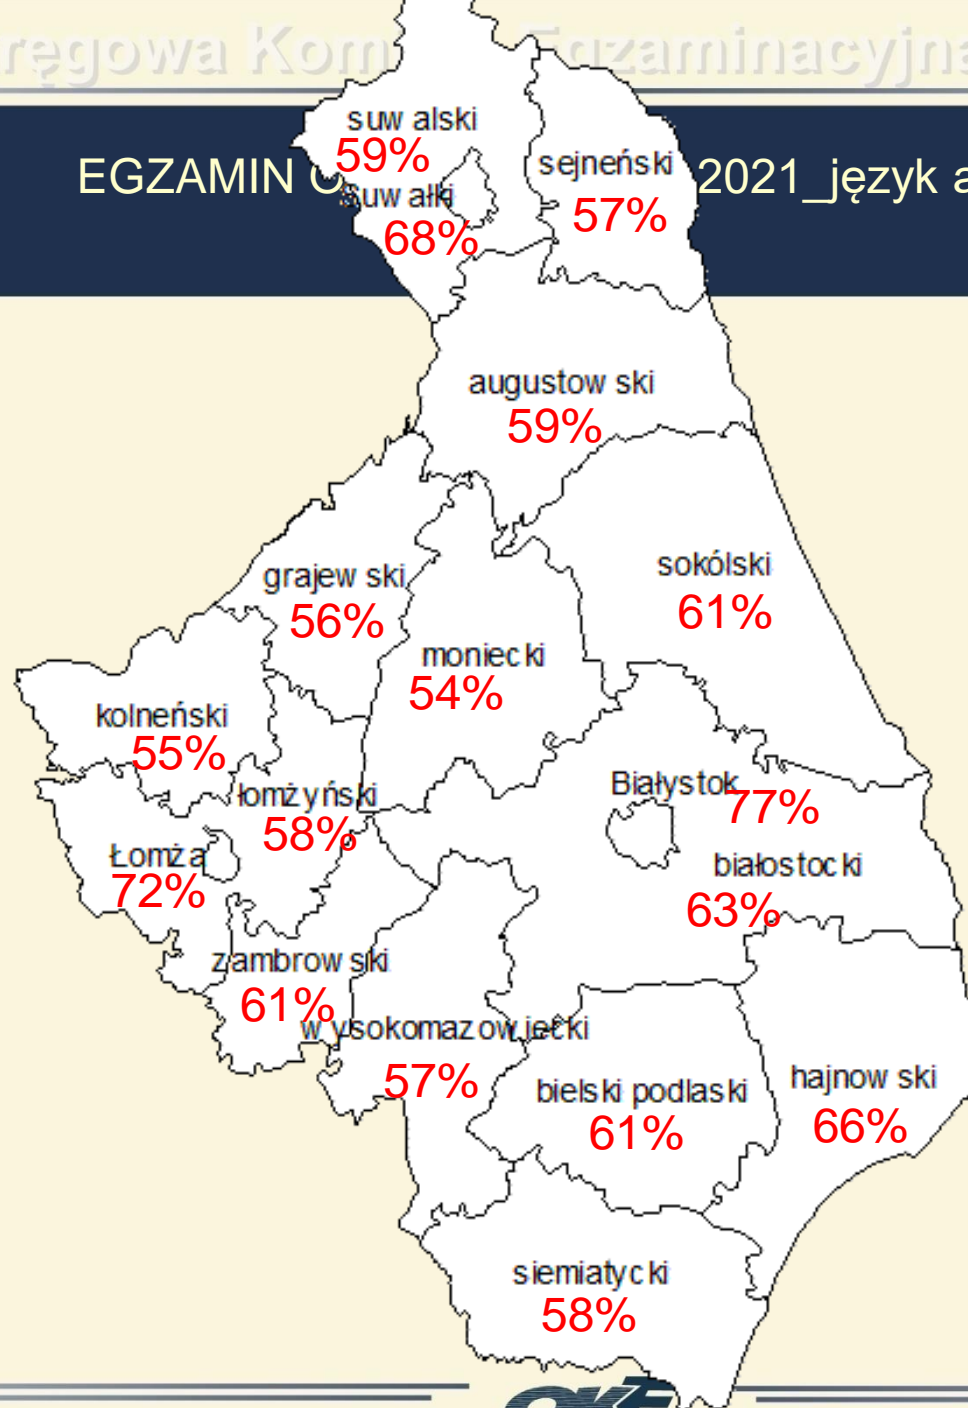 ręgowa Kom Egzaminacyjna
EGZAMIN 2021_język a
suwalski
59%
Suwałki
68%
sejneński
57%
augustowski
59%
grajewski
56%
sokólski
61%
moniecki
54%
kolneński
55%
łomżyński
58%
Białystok
77%
Łomża
72%
białostocki
63%
zambrowski
61%
wysokomazowiecki
57%
bielski podlaski
61%
hajnowski
66%
siemiatycki
58%
OKE